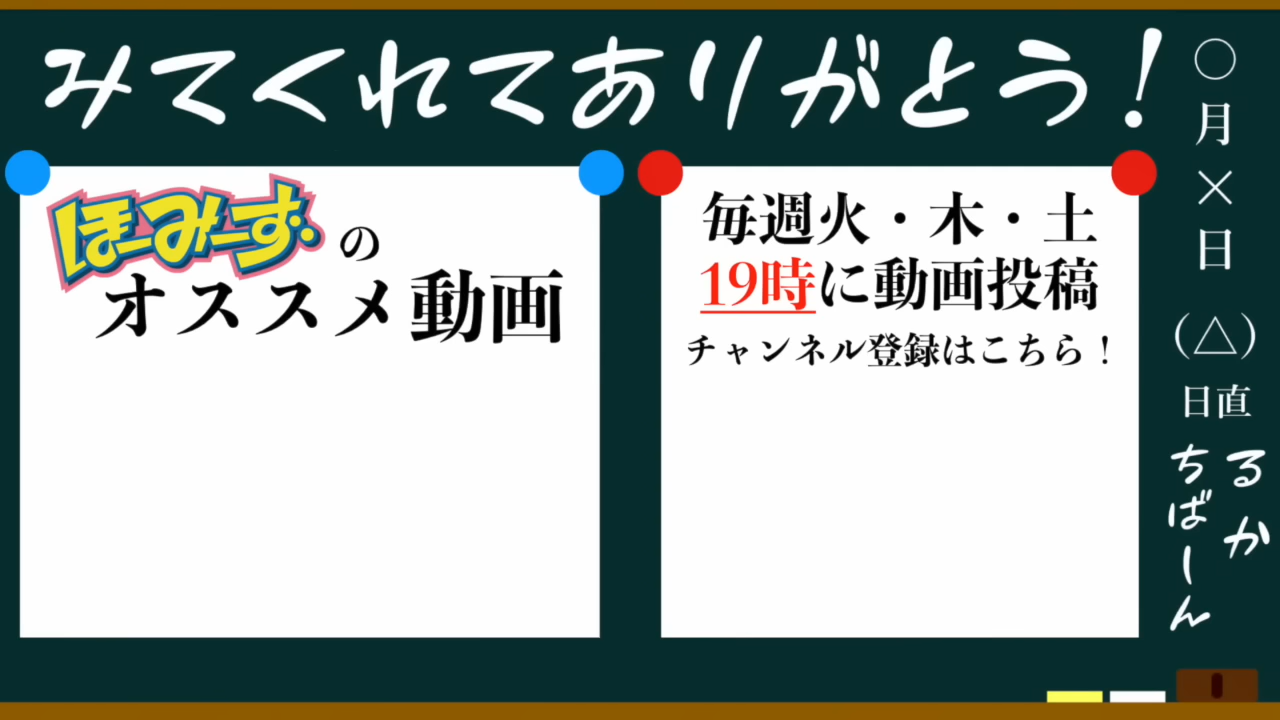 みてくれてありがとう！
ほーみーず。の
オススメ動画
毎週火・木・土
19時に動画投稿
チャンネル登録はこちら！
○月×日
(△)
日直
るか
ちばーん